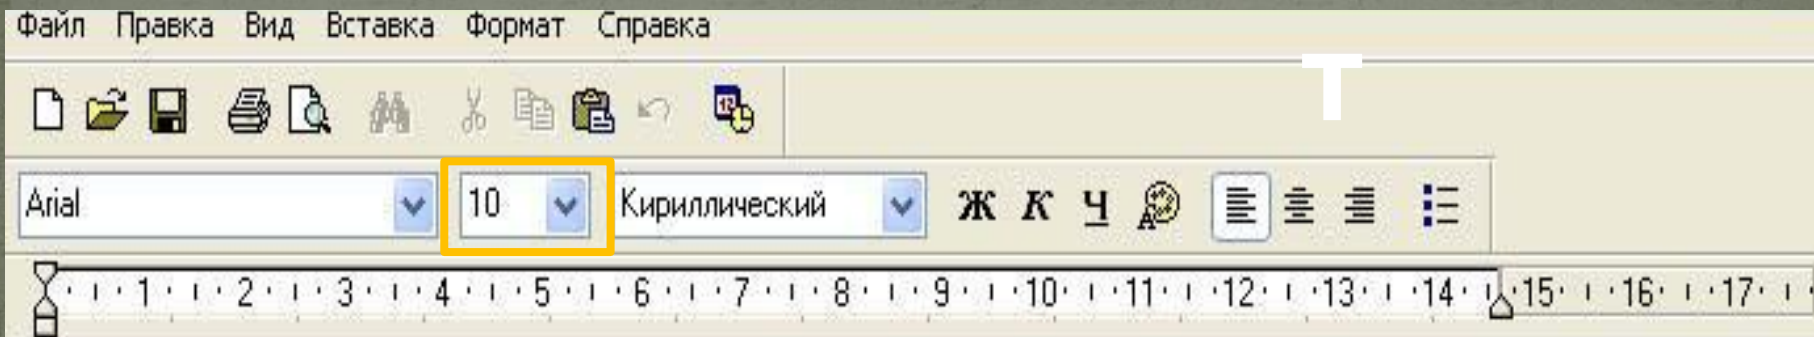 Файл Правка Вид Вставка Формат Справка
Т
12
Arial 10 Кириллический Ж К Ч
1 2 3 4 5 6 7 8 9 10 11 12 13 14 15 16 17